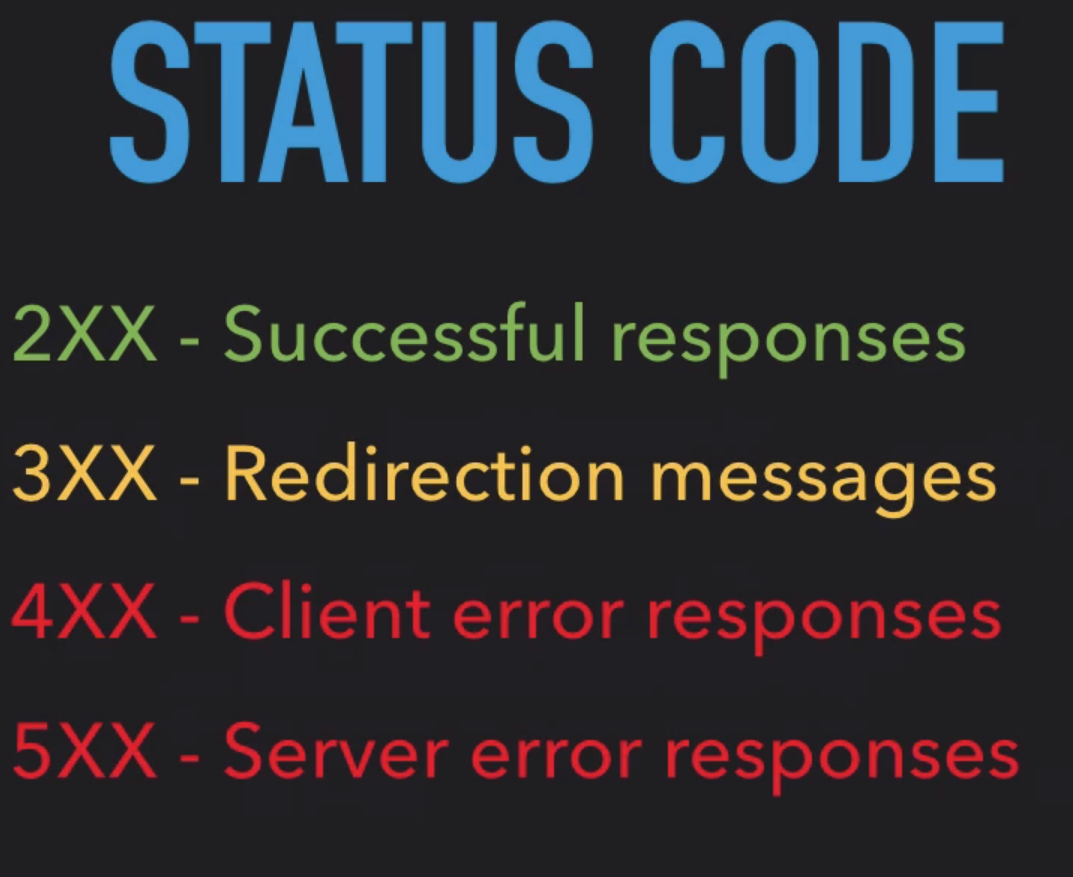 STATUS CODE
2XX - Successful responses
3XX - Redirection messages
4XX - Client error responses
5XX - Server error responses